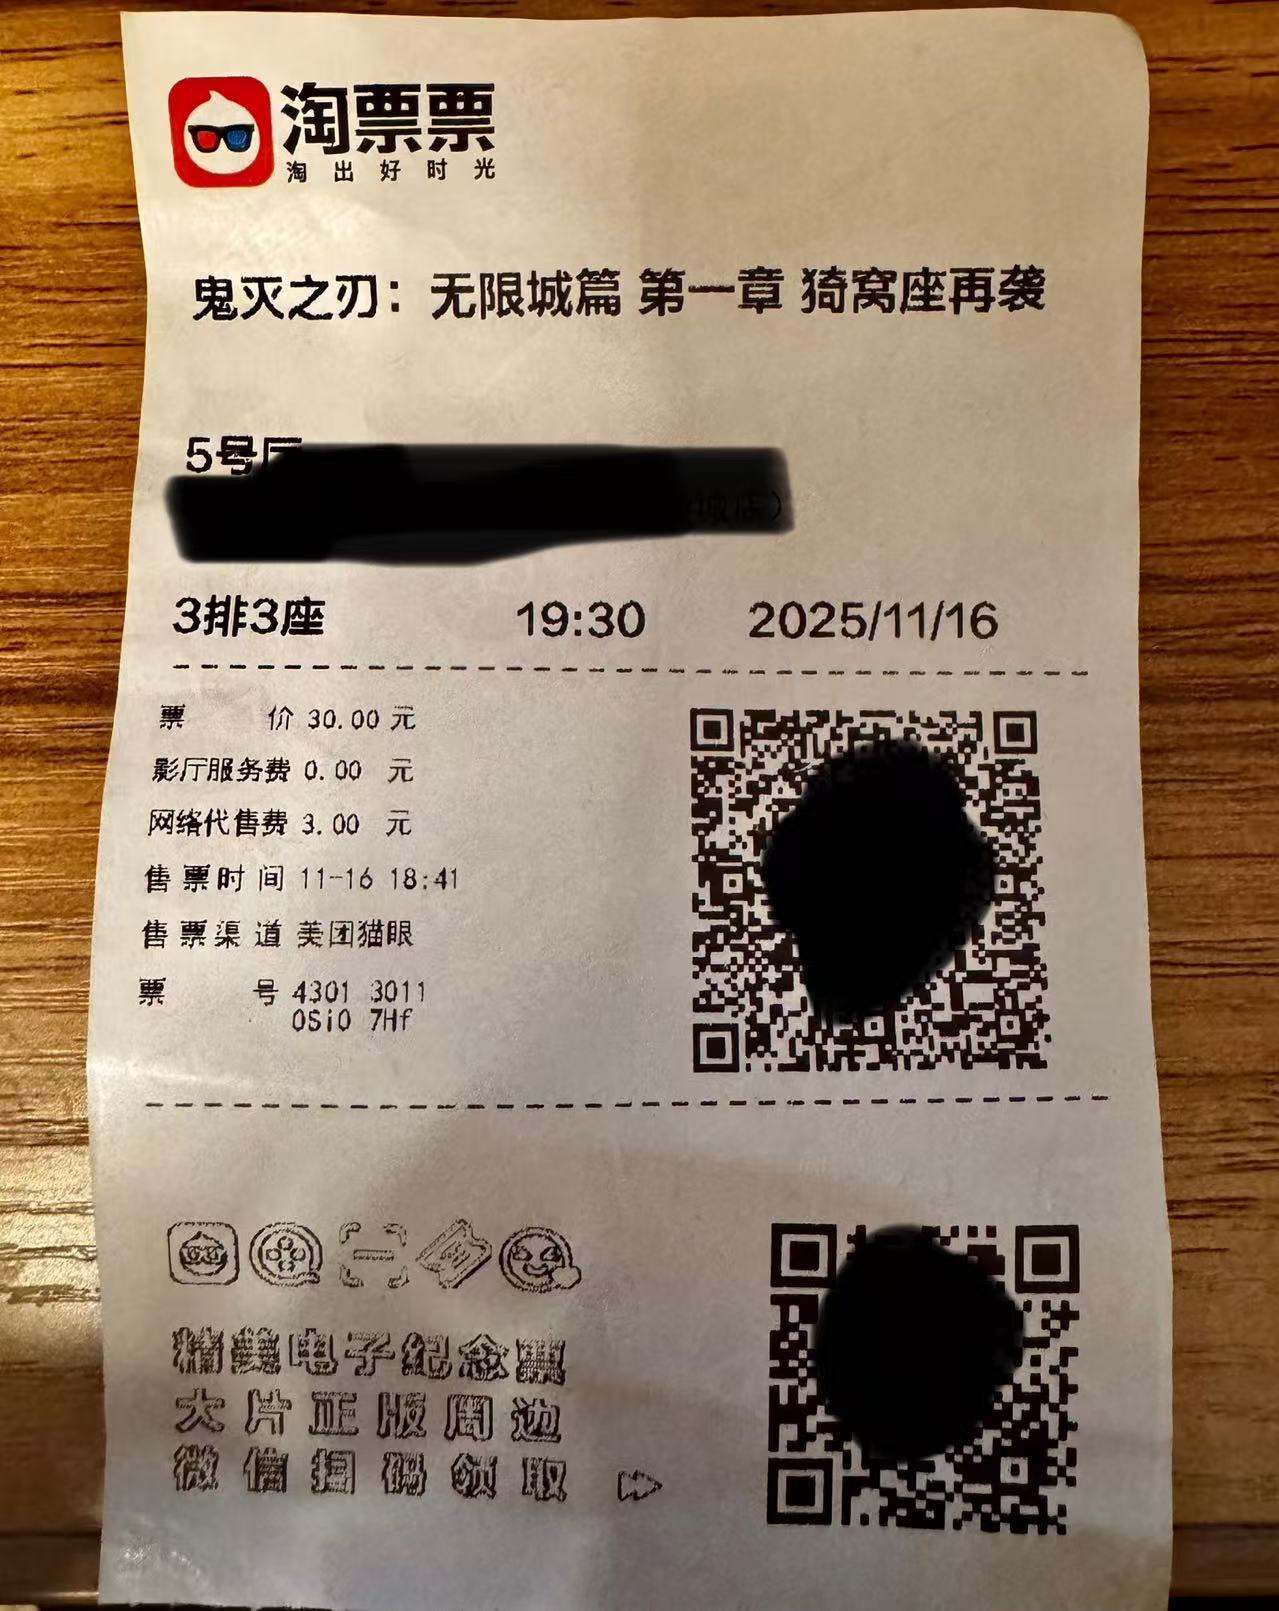 淘票票
淘出好时光
鬼灭之刃：无限城篇 第一章 猗窝座再袭
5号厅
3排3座 19:30 2025/11/16
票 价 30.00 元
影厅服务费 0.00 元
网络代售费 3.00 元
售票时间 11-16 18:41
售票渠道 美团猫眼
票 号 4301 3011
0Si0 7Hf
精美电子纪念票
大片正版周边
微信扫码领取